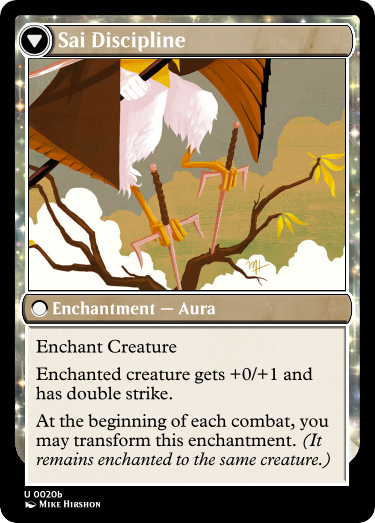 Sai Discipline
Enchantment — Aura
Enchant Creature
Enchanted creature gets +0/+1 and
has double strike.
At the beginning of each combat, you
may transform this enchantment. (It
remains enchanted to the same creature.)
U 0020b
Mike Hirshon